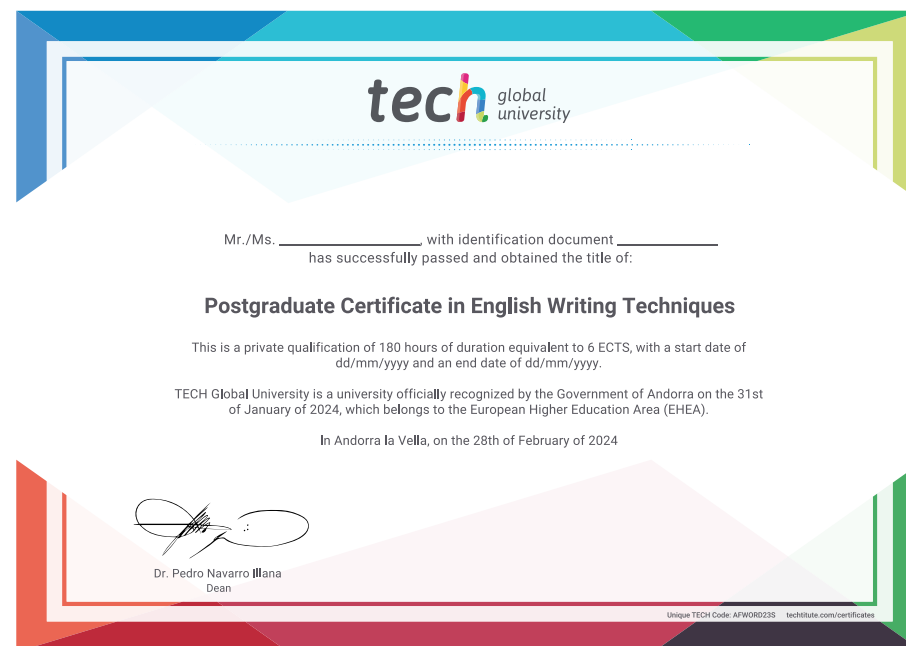 tech global university
Mr./Ms. ____________, with identification document ____________
has successfully passed and obtained the title of:
Postgraduate Certificate in English Writing Techniques
This is a private qualification of 180 hours of duration equivalent to 6 ECTS, with a start date of
dd/mm/yyyy and an end date of dd/mm/yyyy.
TECH Global University is a university officially recognized by the Government of Andorra on the 31st
of January of 2024, which belongs to the European Higher Education Area (EHEA).
In Andorra la Vella, on the 28th of February of 2024
Dr. Pedro Navarro Illana
Dean
Unique TECH Code: AFWORD23S techtitute.com/certificates